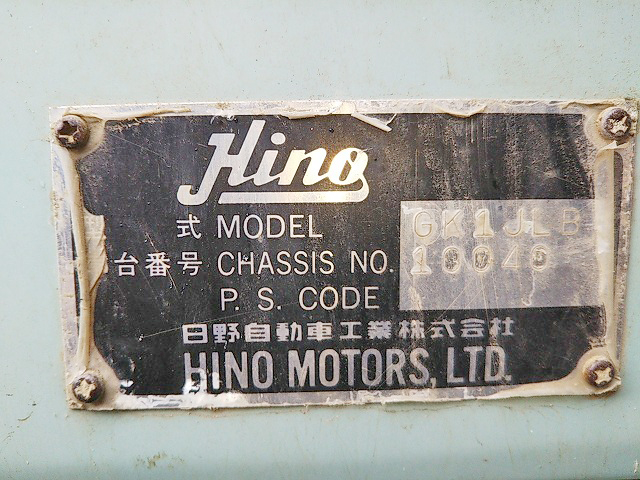 Hino
式 MODEL GK1JLB
台番号 CHASSIS NO. 10040
P. S. CODE
日野自動車工業株式会社
HINO MOTORS, LTD.